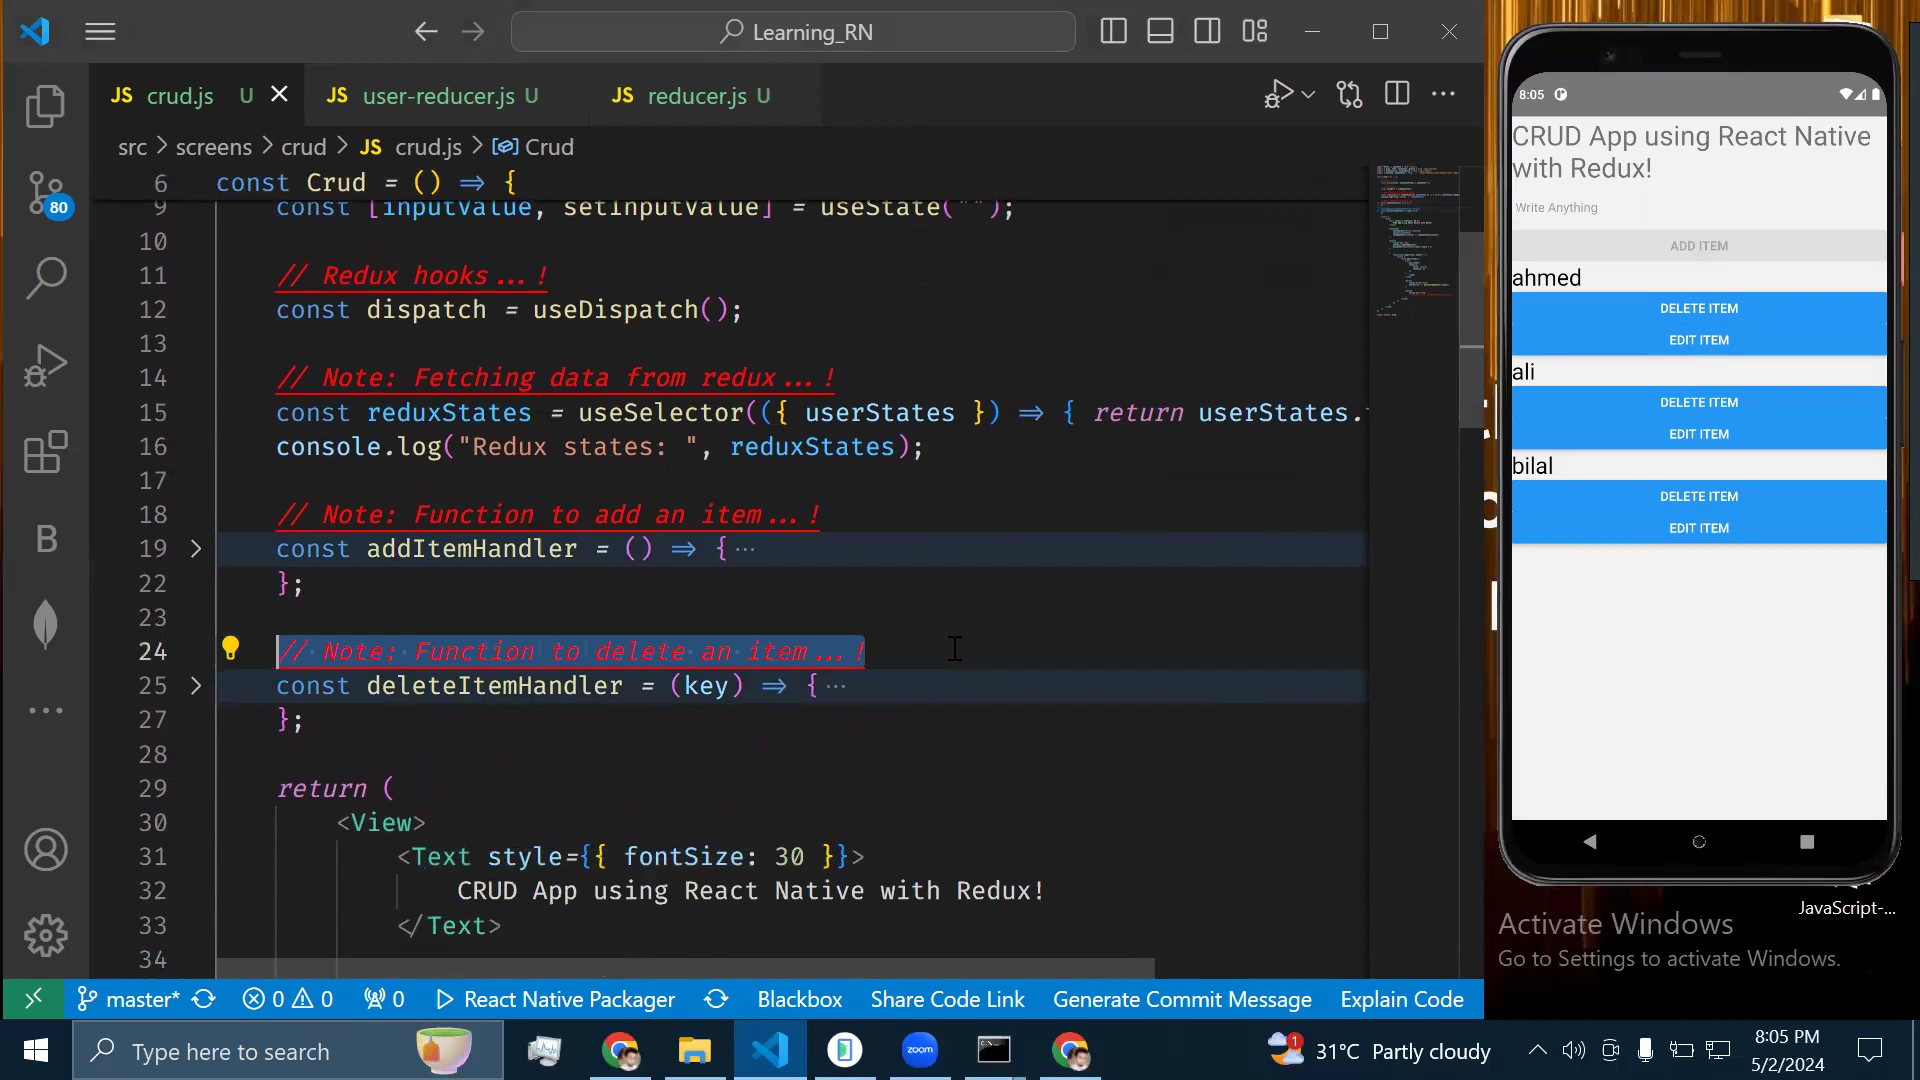 Learning_RN
JS crud.js U
JS user-reducer.js U
JS reducer.js U
src > screens > crud > JS crud.js > Crud
6 const Crud = () => {
9 const [inputValue, setInputValue] = useState("");
10
11 // Redux hooks...!
12 const dispatch = useDispatch();
13
14 // Note: Fetching data from redux...!
15 const reduxStates = useSelector(({ userStates }) => { return userStates.
16 console.log("Redux states: ", reduxStates);
17
18 // Note: Function to add an item...!
19 const addItemHandler = () => { ...
22 };
23
24 // Note: Function to delete an item...!
25 const deleteItemHandler = (key) => { ...
27 };
28
29 return (
30 <View>
31 <Text style={{ fontSize: 30 }}>
32 CRUD App using React Native with Redux!
33 </Text>
34
80
B
master* 0 0 0 React Native Packager Blackbox Share Code Link Generate Commit Message Explain Code
8:05
CRUD App using React Native
with Redux!
Write Anything
ADD ITEM
ahmed
DELETE ITEM
EDIT ITEM
ali
DELETE ITEM
EDIT ITEM
bilal
DELETE ITEM
EDIT ITEM
JavaScript-...
Activate Windows
Go to Settings to activate Windows.
Type here to search
zoom
1
31°C Partly cloudy
8:05 PM
5/2/2024